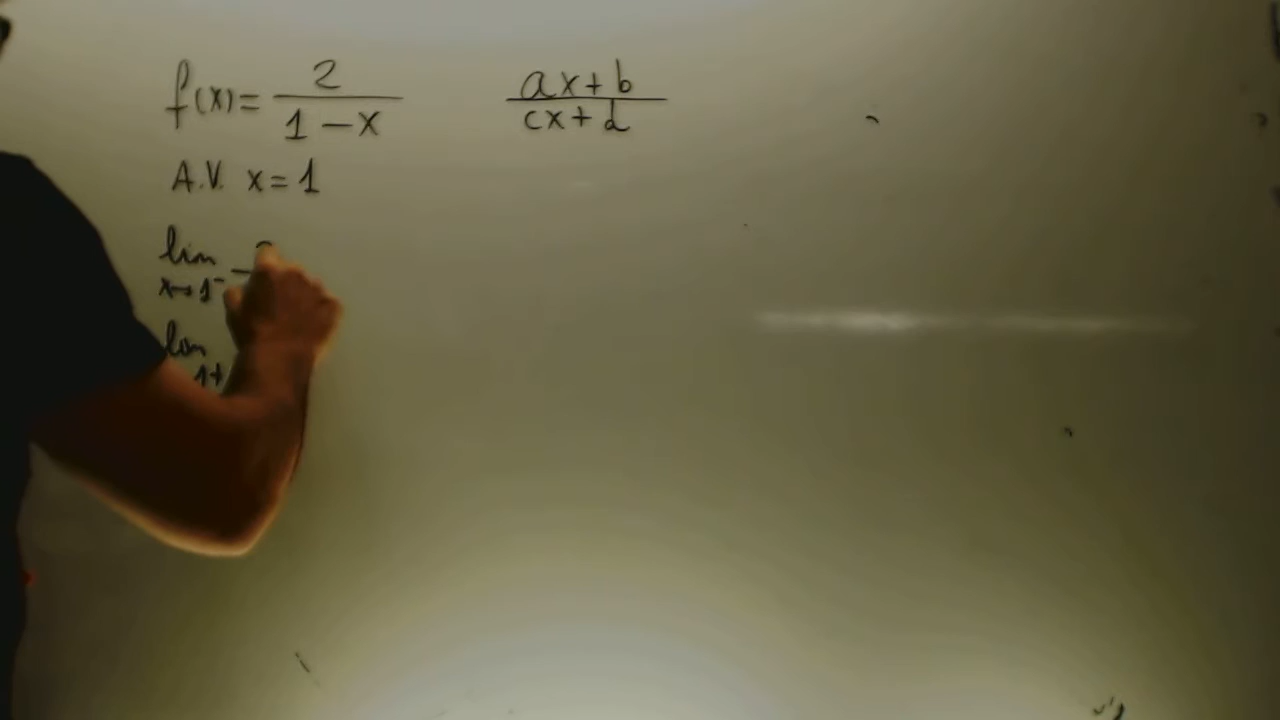 f(x) = 2/(1-x)    (ax+b)/(cx+d)
A.V. x=1
lim x→1⁻
lim 1+